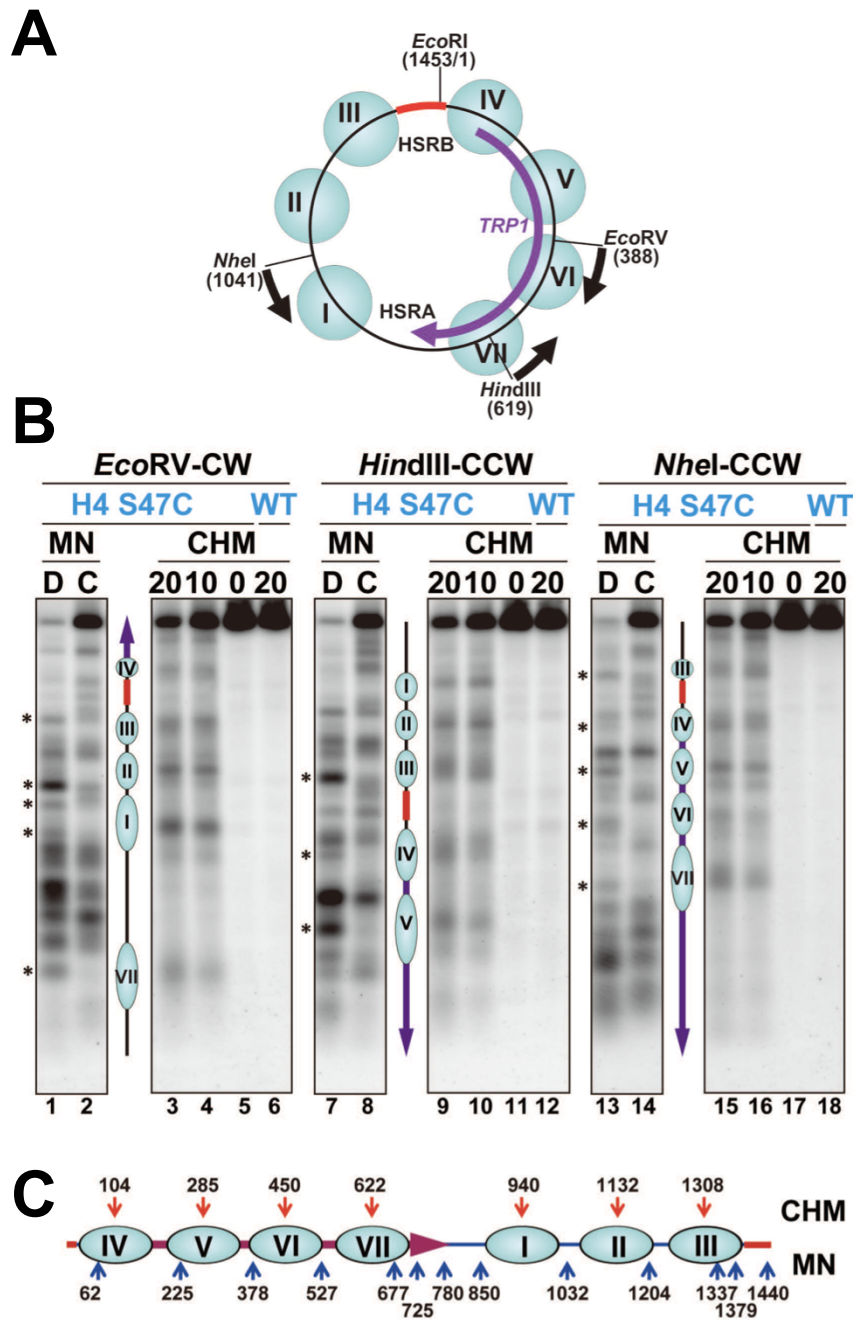 A
EcoRI
(1453/1)
III
IV
HSRB
II
V
TRP1
EcoRV
(388)
NheI
(1041)
VI
I
HSRA
VII
HindIII
(619)
B
EcoRV-CW HindIII-CCW NheI-CCW
H4 S47C WT H4 S47C WT H4 S47C WT
MN CHM MN CHM MN CHM
D C 20 10 0 20 D C 20 10 0 20 D C 20 10 0 20
IV
III
II
I
VII
*
*
*
*
*
I
II
III
IV
V
*
*
*
III
IV
V
VI
VII
*
*
*
*
*
1 2 3 4 5 6 7 8 9 10 11 12 13 14 15 16 17 18
C
104 285 450 622 940 1132 1308 CHM
IV V VI VII I II III
MN
62 225 378 527 677 780 850 1032 1204 1337 1440
725 1379